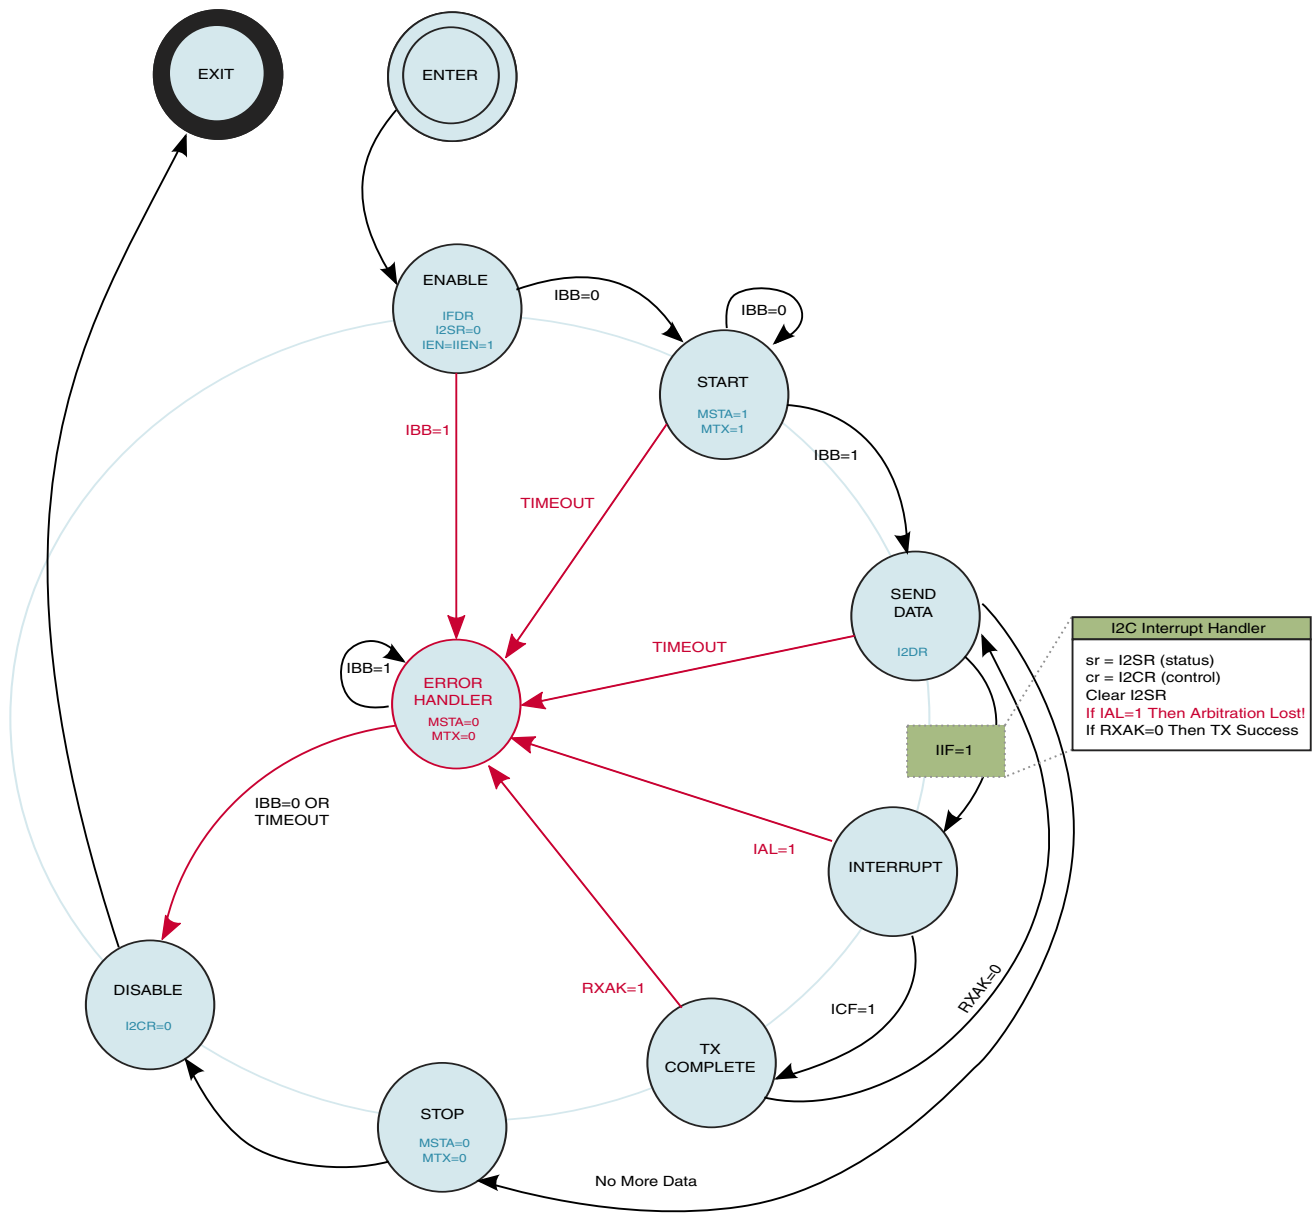 EXIT
ENTER
ENABLE
IFDR
I2SR=0
IEN=IIEN=1
IBB=0
IBB=0
START
MSTA=1
MTX=1
IBB=1
IBB=1
TIMEOUT
SEND
DATA
I2DR
TIMEOUT
I2C Interrupt Handler
sr = I2SR (status)
cr = I2CR (control)
Clear I2SR
If IAL=1 Then Arbitration Lost!
If RXAK=0 Then TX Success
IBB=1
ERROR
HANDLER
MSTA=0
MTX=0
IIF=1
IBB=0 OR
TIMEOUT
IAL=1
INTERRUPT
RXAK=1
ICF=1
RXAK=0
DISABLE
I2CR=0
TX
COMPLETE
STOP
MSTA=0
MTX=0
No More Data